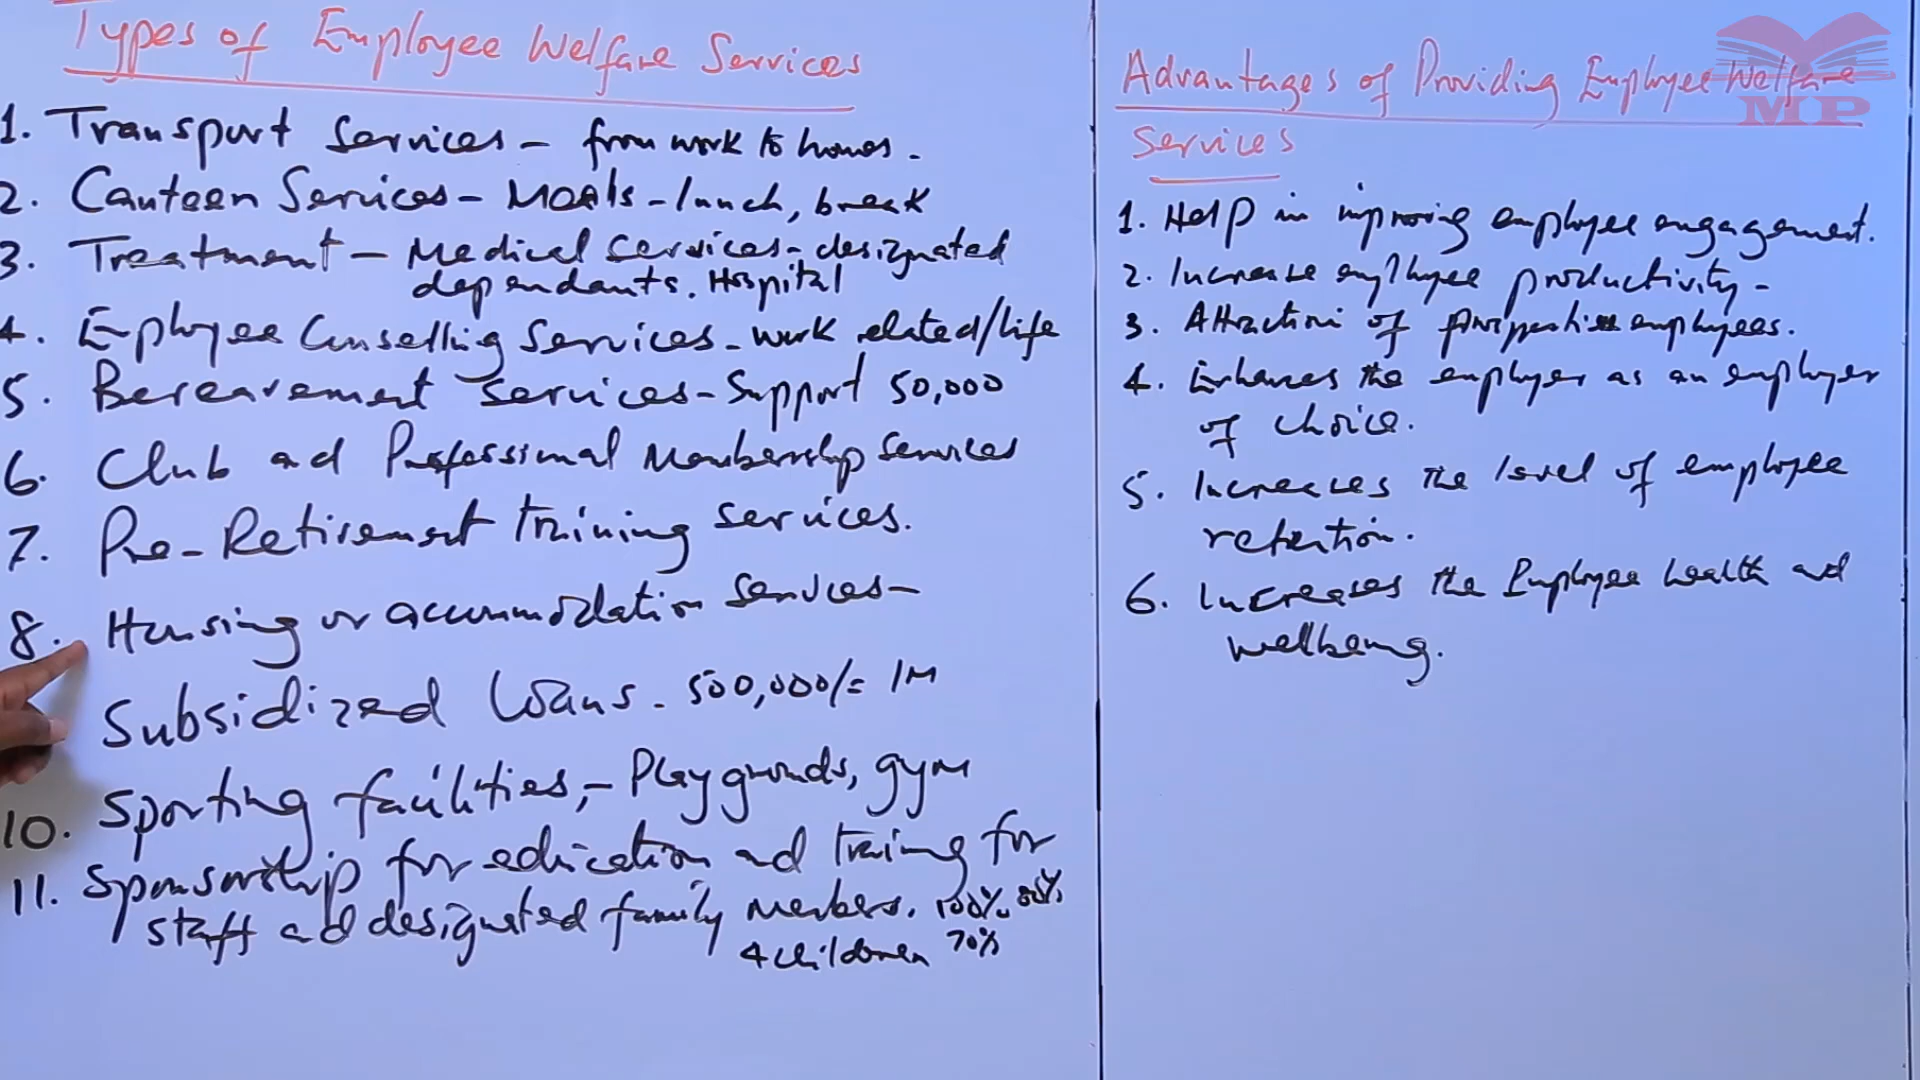 Types of Employee Welfare Services
1. Transport Services - from work to homes.
2. Canteen Services - Meals - lunch, break
3. Treatment - Medical services - designated
dependants. Hospital
4. Employee Counselling Services - work related/life
5. Bereavement Services - Support 50,000
6. Club ad Professional Membership Services
7. Pre-Retirement training services.
8. Housing or accommodation services -
Subsidized Loans - 500,000/= 1M
10. Sporting facilities, - Playgrounds, gym
11. Sponsorship for education ad training for
staff ad designated family members. 100%
4 children 70%
Advantages of Providing Employee Welfare
Services
1. Help in improving employee engagement.
2. Increase employee productivity -
3. Attraction of employees.
4. Enhances the employer as an employer
of choice.
5. Increases the level of employee
retention.
6. Increases the Employee health ad
wellbeing.
MP